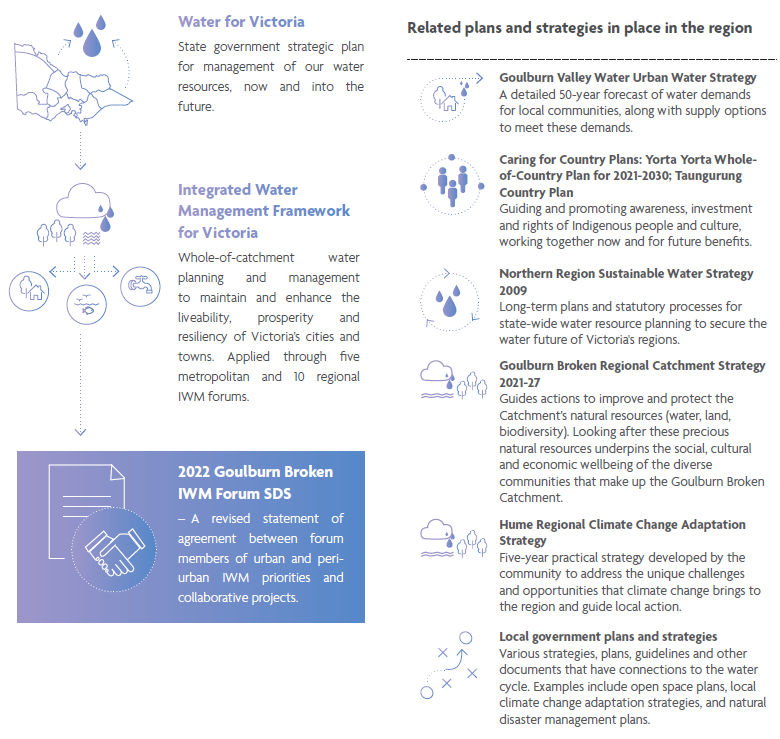 Water for Victoria
State government strategic plan
for management of our water
resources, now and into the
future.
Integrated Water
Management Framework
for Victoria
Whole-of-catchment water
planning and management
to maintain and enhance the
liveability, prosperity and
resiliency of Victoria's cities and
towns. Applied through five
metropolitan and 10 regional
IWM forums.
2022 Goulburn Broken
IWM Forum SDS
– A revised statement of
agreement between forum
members of urban and peri-
urban IWM priorities and
collaborative projects.
Related plans and strategies in place in the region
Goulburn Valley Water Urban Water Strategy
A detailed 50-year forecast of water demands
for local communities, along with supply options
to meet these demands.
Caring for Country Plans: Yorta Yorta Whole-
of-Country Plan for 2021-2030; Taungurung
Country Plan
Guiding and promoting awareness, investment
and rights of Indigenous people and culture,
working together now and for future benefits.
Northern Region Sustainable Water Strategy
2009
Long-term plans and statutory processes for
state-wide water resource planning to secure the
water future of Victoria's regions.
Goulburn Broken Regional Catchment Strategy
2021-27
Guides actions to improve and protect the
Catchment's natural resources (water, land,
biodiversity). Looking after these precious
natural resources underpins the social, cultural
and economic wellbeing of the diverse
communities that make up the Goulburn Broken
Catchment.
Hume Regional Climate Change Adaptation
Strategy
Five-year practical strategy developed by the
community to address the unique challenges
and opportunities that climate change brings to
the region and guide local action.
Local government plans and strategies
Various strategies, plans, guidelines and other
documents that have connections to the water
cycle. Examples include open space plans, local
climate change adaptation strategies, and natural
disaster management plans.